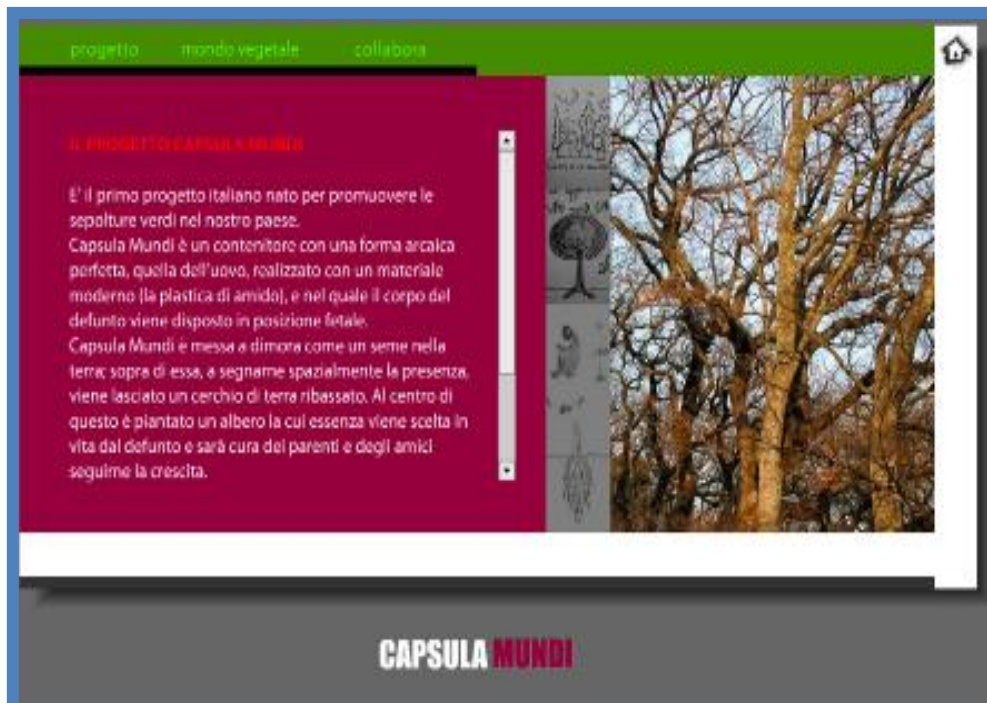 progetto mondo vegetale collabora
IL PROGETTO CAPSULA MUNDI
E' il primo progetto italiano nato per promuovere le
sepolture verdi nel nostro paese.
Capsula Mundi è un contenitore con una forma arcaica
perfetta, quella dell'uovo, realizzato con un materiale
moderno (la plastica di amido), e nel quale il corpo del
defunto viene disposto in posizione fetale.
Capsula Mundi è messa a dimora come un seme nella
terra; sopra di essa, a segnarne spazialmente la presenza,
viene lasciato un cerchio di terra ribassato. Al centro di
questo è piantato un albero la cui essenza viene scelta in
vita dal defunto e sarà cura dei parenti e degli amici
seguirne la crescita.
CAPSULA MUNDI